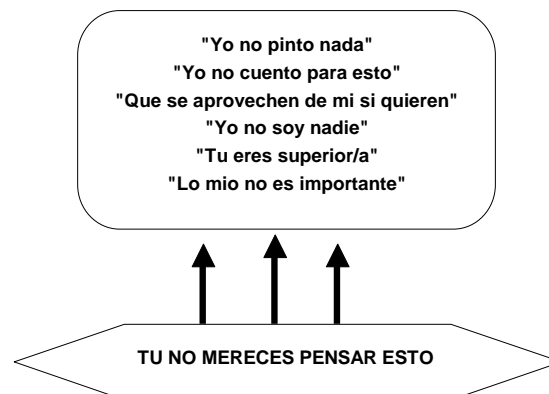 "Yo no pinto nada"
"Yo no cuento para esto"
"Que se aprovechen de mi si quieren"
"Yo no soy nadie"
"Tu eres superior/a"
"Lo mio no es importante"
TU NO MERECES PENSAR ESTO